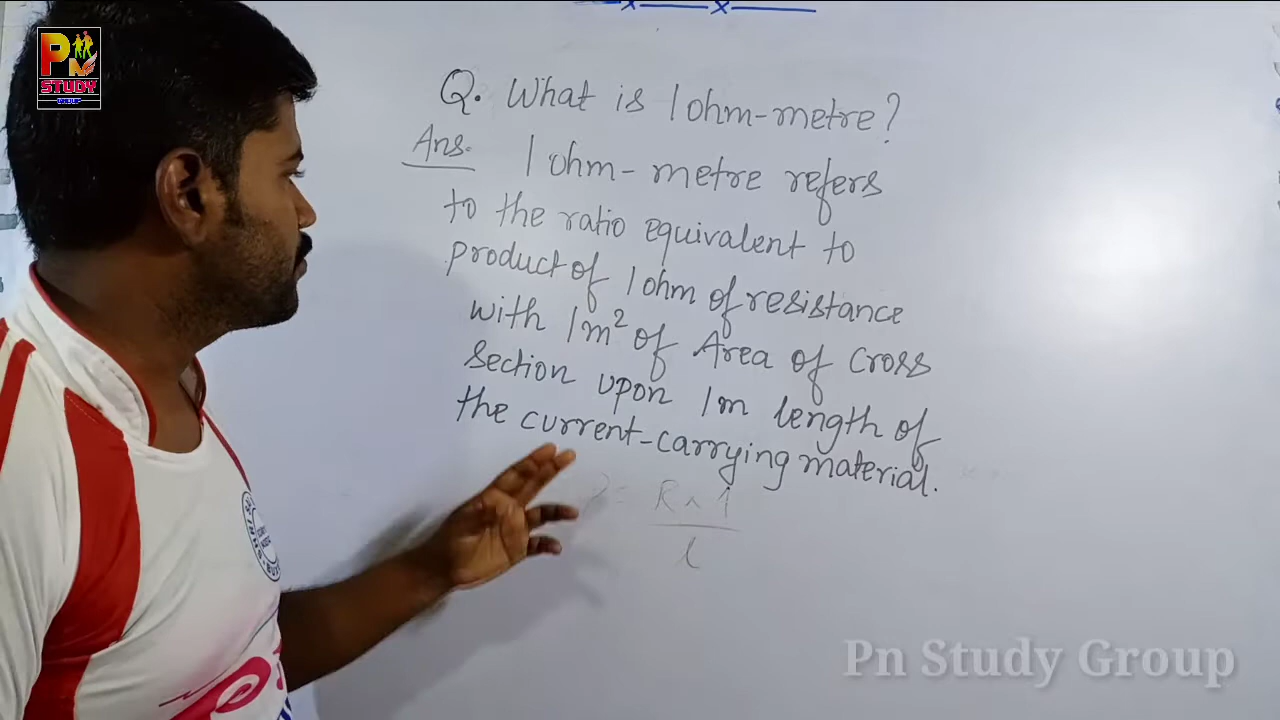 PN
STUDY
GROUP
Q. What is 1 ohm-metre?
Ans. 1 ohm-metre refers
to the ratio equivalent to
product of 1 ohm of resistance
with 1m² of Area of Cross
section upon 1m length of
the current-carrying material.
= R
l
Pn Study Group